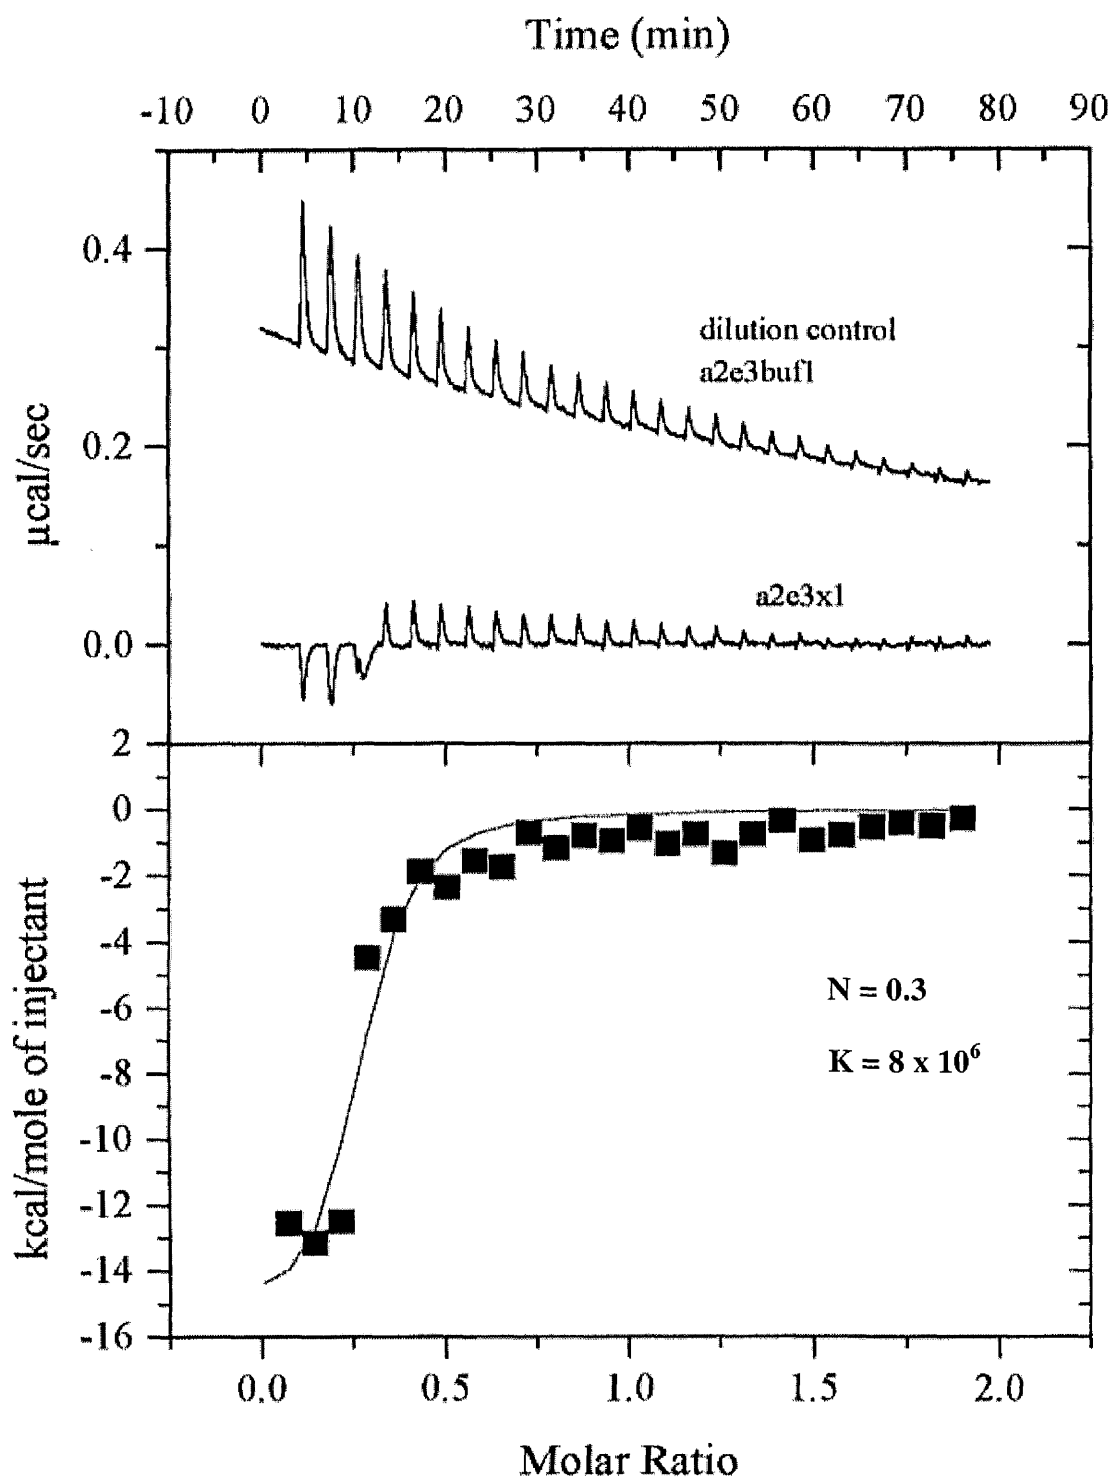 Time (min)
-10 0 10 20 30 40 50 60 70 80 90
0.4
0.2
0.0
µcal/sec
dilution control
a2e3buf1
a2e3x1
2
0
-2
-4
-6
-8
-10
-12
-14
-16
kcal/mole of injectant
N = 0.3
K = 8 x 10⁶
0.0 0.5 1.0 1.5 2.0
Molar Ratio